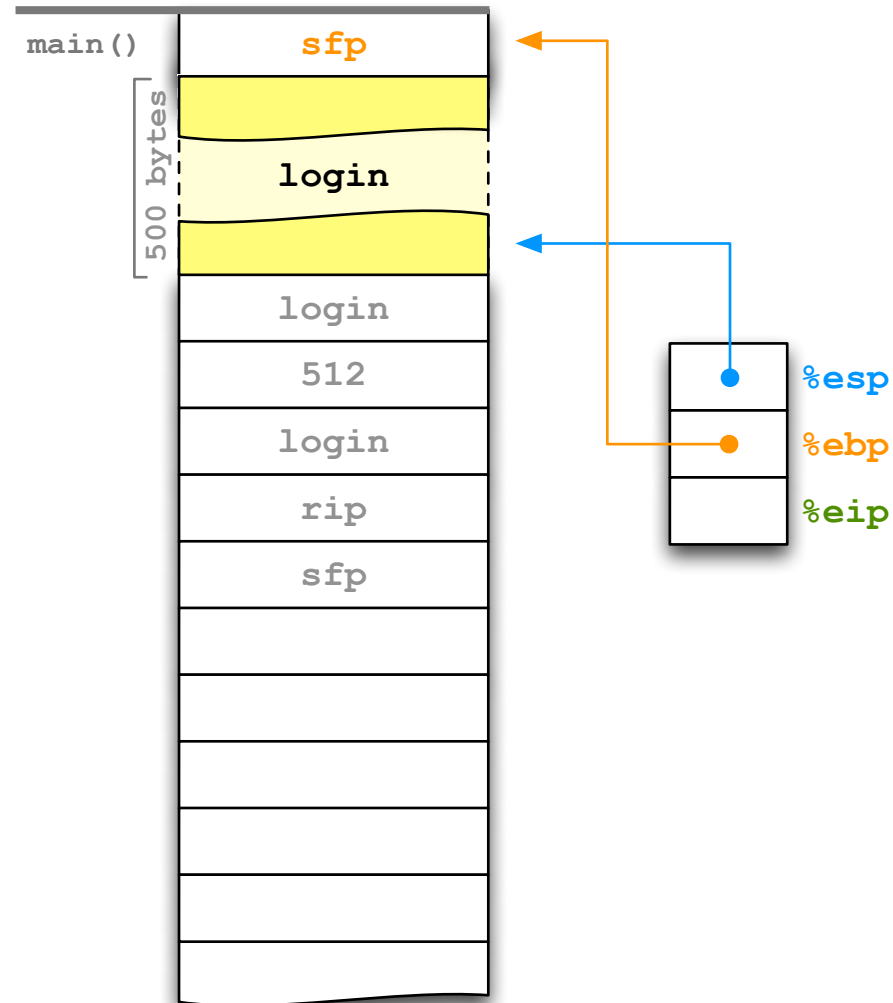 main()
sfp
500 bytes
login
login
512
login
rip
sfp
%esp
%ebp
%eip